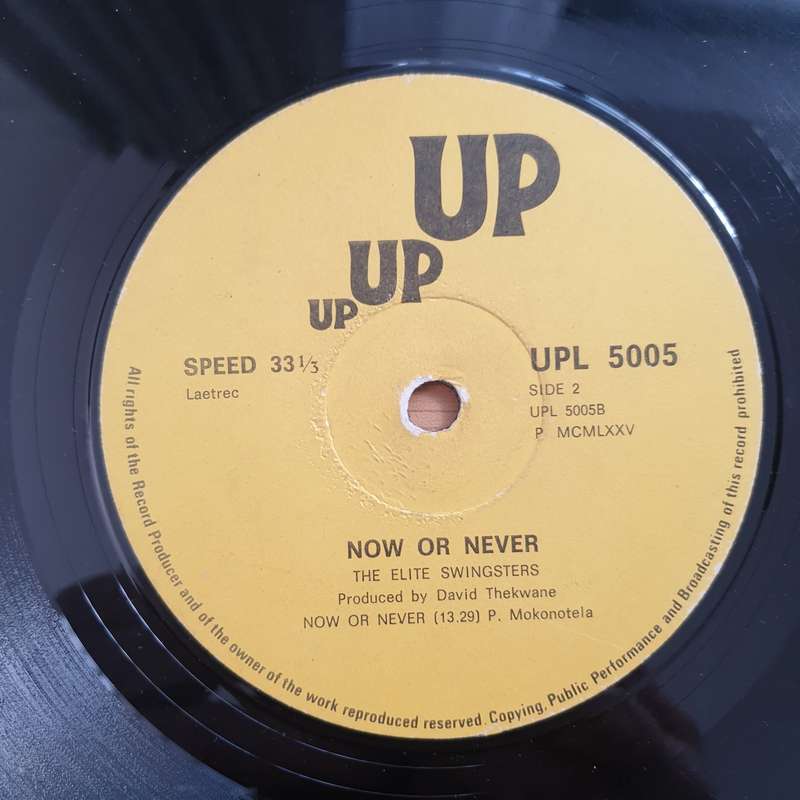 UP
UP
UP
SPEED 33 1/3
Laetrec
UPL 5005
SIDE 2
UPL 5005B
P MCMLXXV
NOW OR NEVER
THE ELITE SWINGSTERS
Produced by David Thekwane
NOW OR NEVER (13.29) P. Mokonotela
All rights of the Record Producer and of the owner of the work reproduced reserved. Copying, Public Performance and Broadcasting of this record prohibited